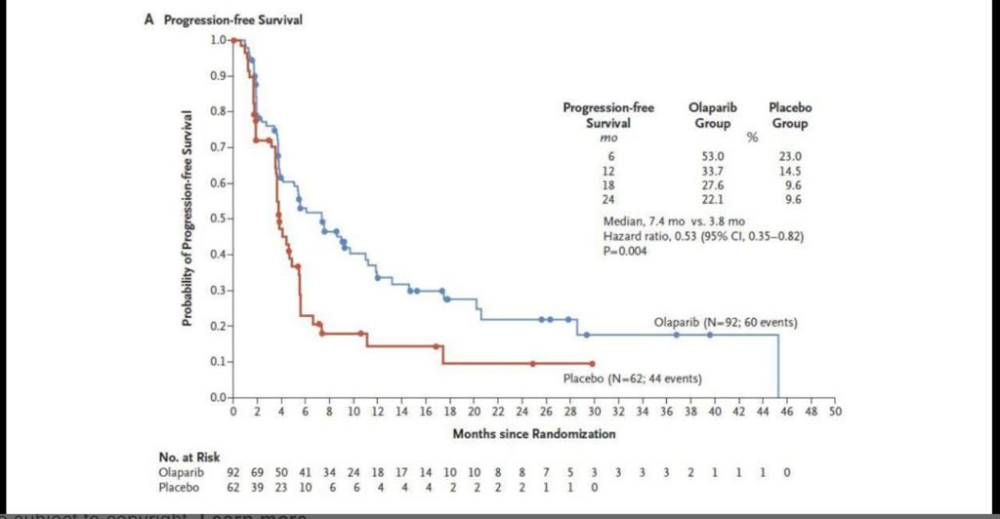 A Progression-free Survival
1.0
0.9
0.8
0.7
0.6
0.5
0.4
0.3
0.2
0.1
0.0
Probability of Progression-free Survival
Progression-free Survival Olaparib Group Placebo Group
mo %
6 53.0 23.0
12 33.7 14.5
18 27.6 9.6
24 22.1 9.6
Median, 7.4 mo vs. 3.8 mo
Hazard ratio, 0.53 (95% CI, 0.35–0.82)
P=0.004
Olaparib (N=92; 60 events)
Placebo (N=62; 44 events)
0 2 4 6 8 10 12 14 16 18 20 22 24 26 28 30 32 34 36 38 40 42 44 46 48 50
Months since Randomization
No. at Risk
Olaparib 92 69 50 41 34 24 18 17 14 10 10 8 8 7 5 3 3 3 3 2 1 1 1 0
Placebo 62 39 23 10 6 6 4 4 4 2 2 2 2 1 1 0
subject to copyright. Learn more